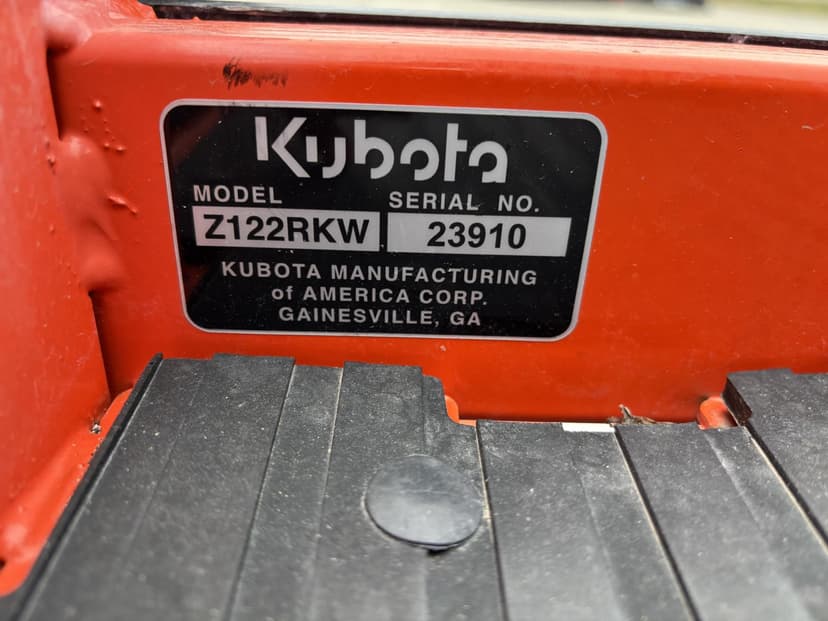 Kubota
MODEL SERIAL NO.
Z122RKW 23910
KUBOTA MANUFACTURING
of AMERICA CORP.
GAINESVILLE, GA